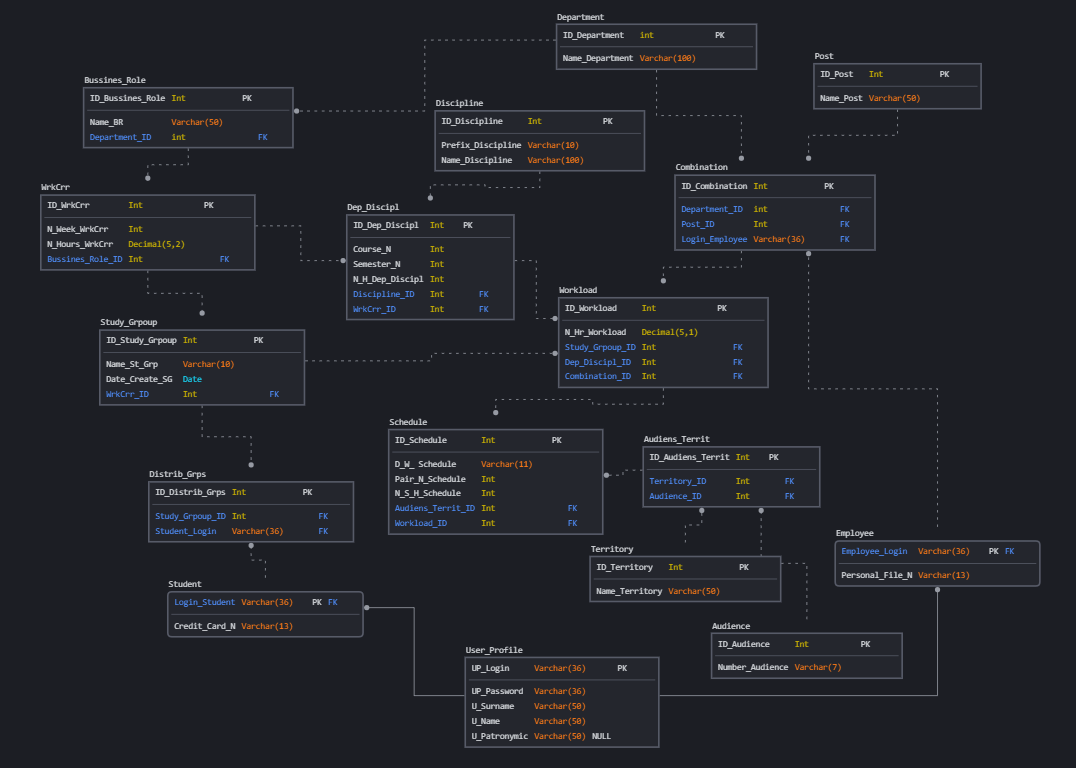 Department
ID_Department int PK
Name_Department Varchar(100)
Post
ID_Post Int PK
Name_Post Varchar(50)
Bussines_Role
ID_Bussines_Role Int PK
Name_BR Varchar(50)
Department_ID int FK
Discipline
ID_Discipline Int PK
Prefix_Discipline Varchar(10)
Name_Discipline Varchar(100)
Combination
ID_Combination Int PK
Department_ID int FK
Post_ID Int FK
Login_Employee Varchar(36) FK
WrkCrr
ID_WrkCrr Int PK
N_Week_WrkCrr Int
N_Hours_WrkCrr Decimal(5,2)
Bussines_Role_ID Int FK
Dep_Discipl
ID_Dep_Discipl Int PK
Course_N Int
Semester_N Int
N_H_Dep_Discipl Int
Discipline_ID Int FK
WrkCrr_ID Int FK
Workload
ID_Workload Int PK
N_Hr_Workload Decimal(5,1)
Study_Grpoup_ID Int FK
Dep_Discipl_ID Int FK
Combination_ID Int FK
Study_Grpoup
ID_Study_Grpoup Int PK
Name_St_Grp Varchar(10)
Date_Create_SG Date
WrkCrr_ID Int FK
Schedule
ID_Schedule Int PK
D_W_ Schedule Varchar(11)
Pair_N_Schedule Int
N_S_H_Schedule Int
Audiens_Territ_ID Int FK
Workload_ID Int FK
Audiens_Territ
ID_Audiens_Territ Int PK
Territory_ID Int FK
Audience_ID Int FK
Distrib_Grps
ID_Distrib_Grps Int PK
Study_Grpoup_ID Int FK
Student_Login Varchar(36) FK
Employee
Employee_Login Varchar(36) PK FK
Personal_File_N Varchar(13)
Territory
ID_Territory Int PK
Name_Territory Varchar(50)
Student
Login_Student Varchar(36) PK FK
Credit_Card_N Varchar(13)
Audience
ID_Audience Int PK
Number_Audience Varchar(7)
User_Profile
UP_Login Varchar(36) PK
UP_Password Varchar(36)
U_Surname Varchar(50)
U_Name Varchar(50)
U_Patronymic Varchar(50) NULL